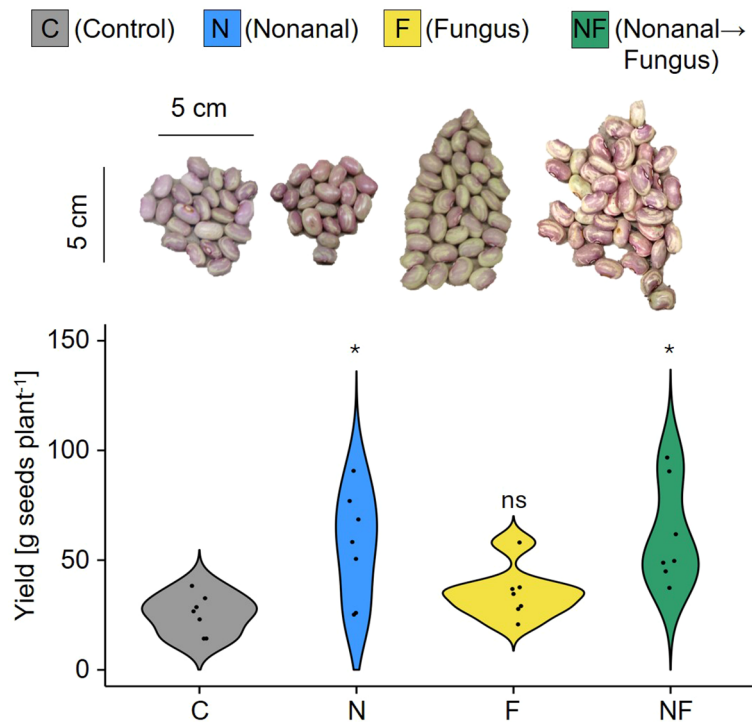 C (Control) N (Nonanal) F (Fungus) NF (Nonanal→
Fungus)
5 cm
5 cm
Yield [g seeds plant⁻¹]
150
100
50
0
*
ns
*
C N F NF